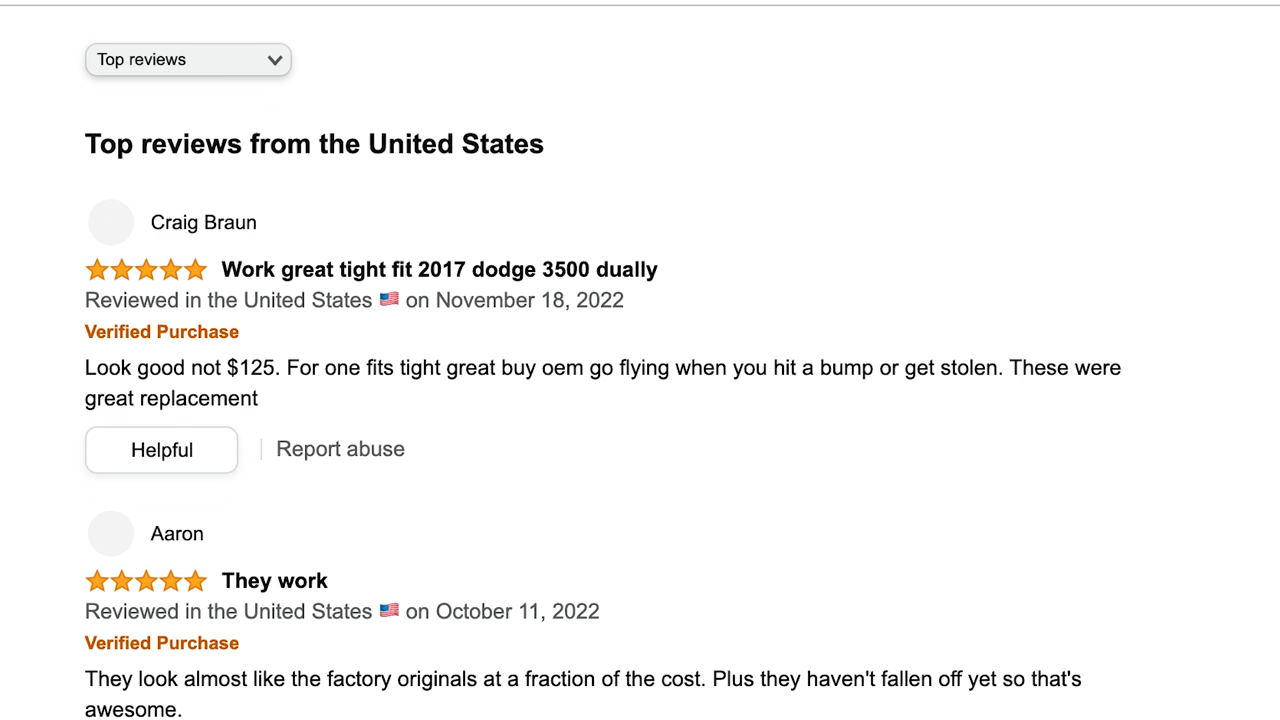 Top reviews
Top reviews from the United States
Craig Braun
Work great tight fit 2017 dodge 3500 dually
Reviewed in the United States 🇺🇸 on November 18, 2022
Verified Purchase
Look good not $125. For one fits tight great buy oem go flying when you hit a bump or get stolen. These were
great replacement
Helpful
Report abuse
Aaron
They work
Reviewed in the United States 🇺🇸 on October 11, 2022
Verified Purchase
They look almost like the factory originals at a fraction of the cost. Plus they haven't fallen off yet so that's
awesome.